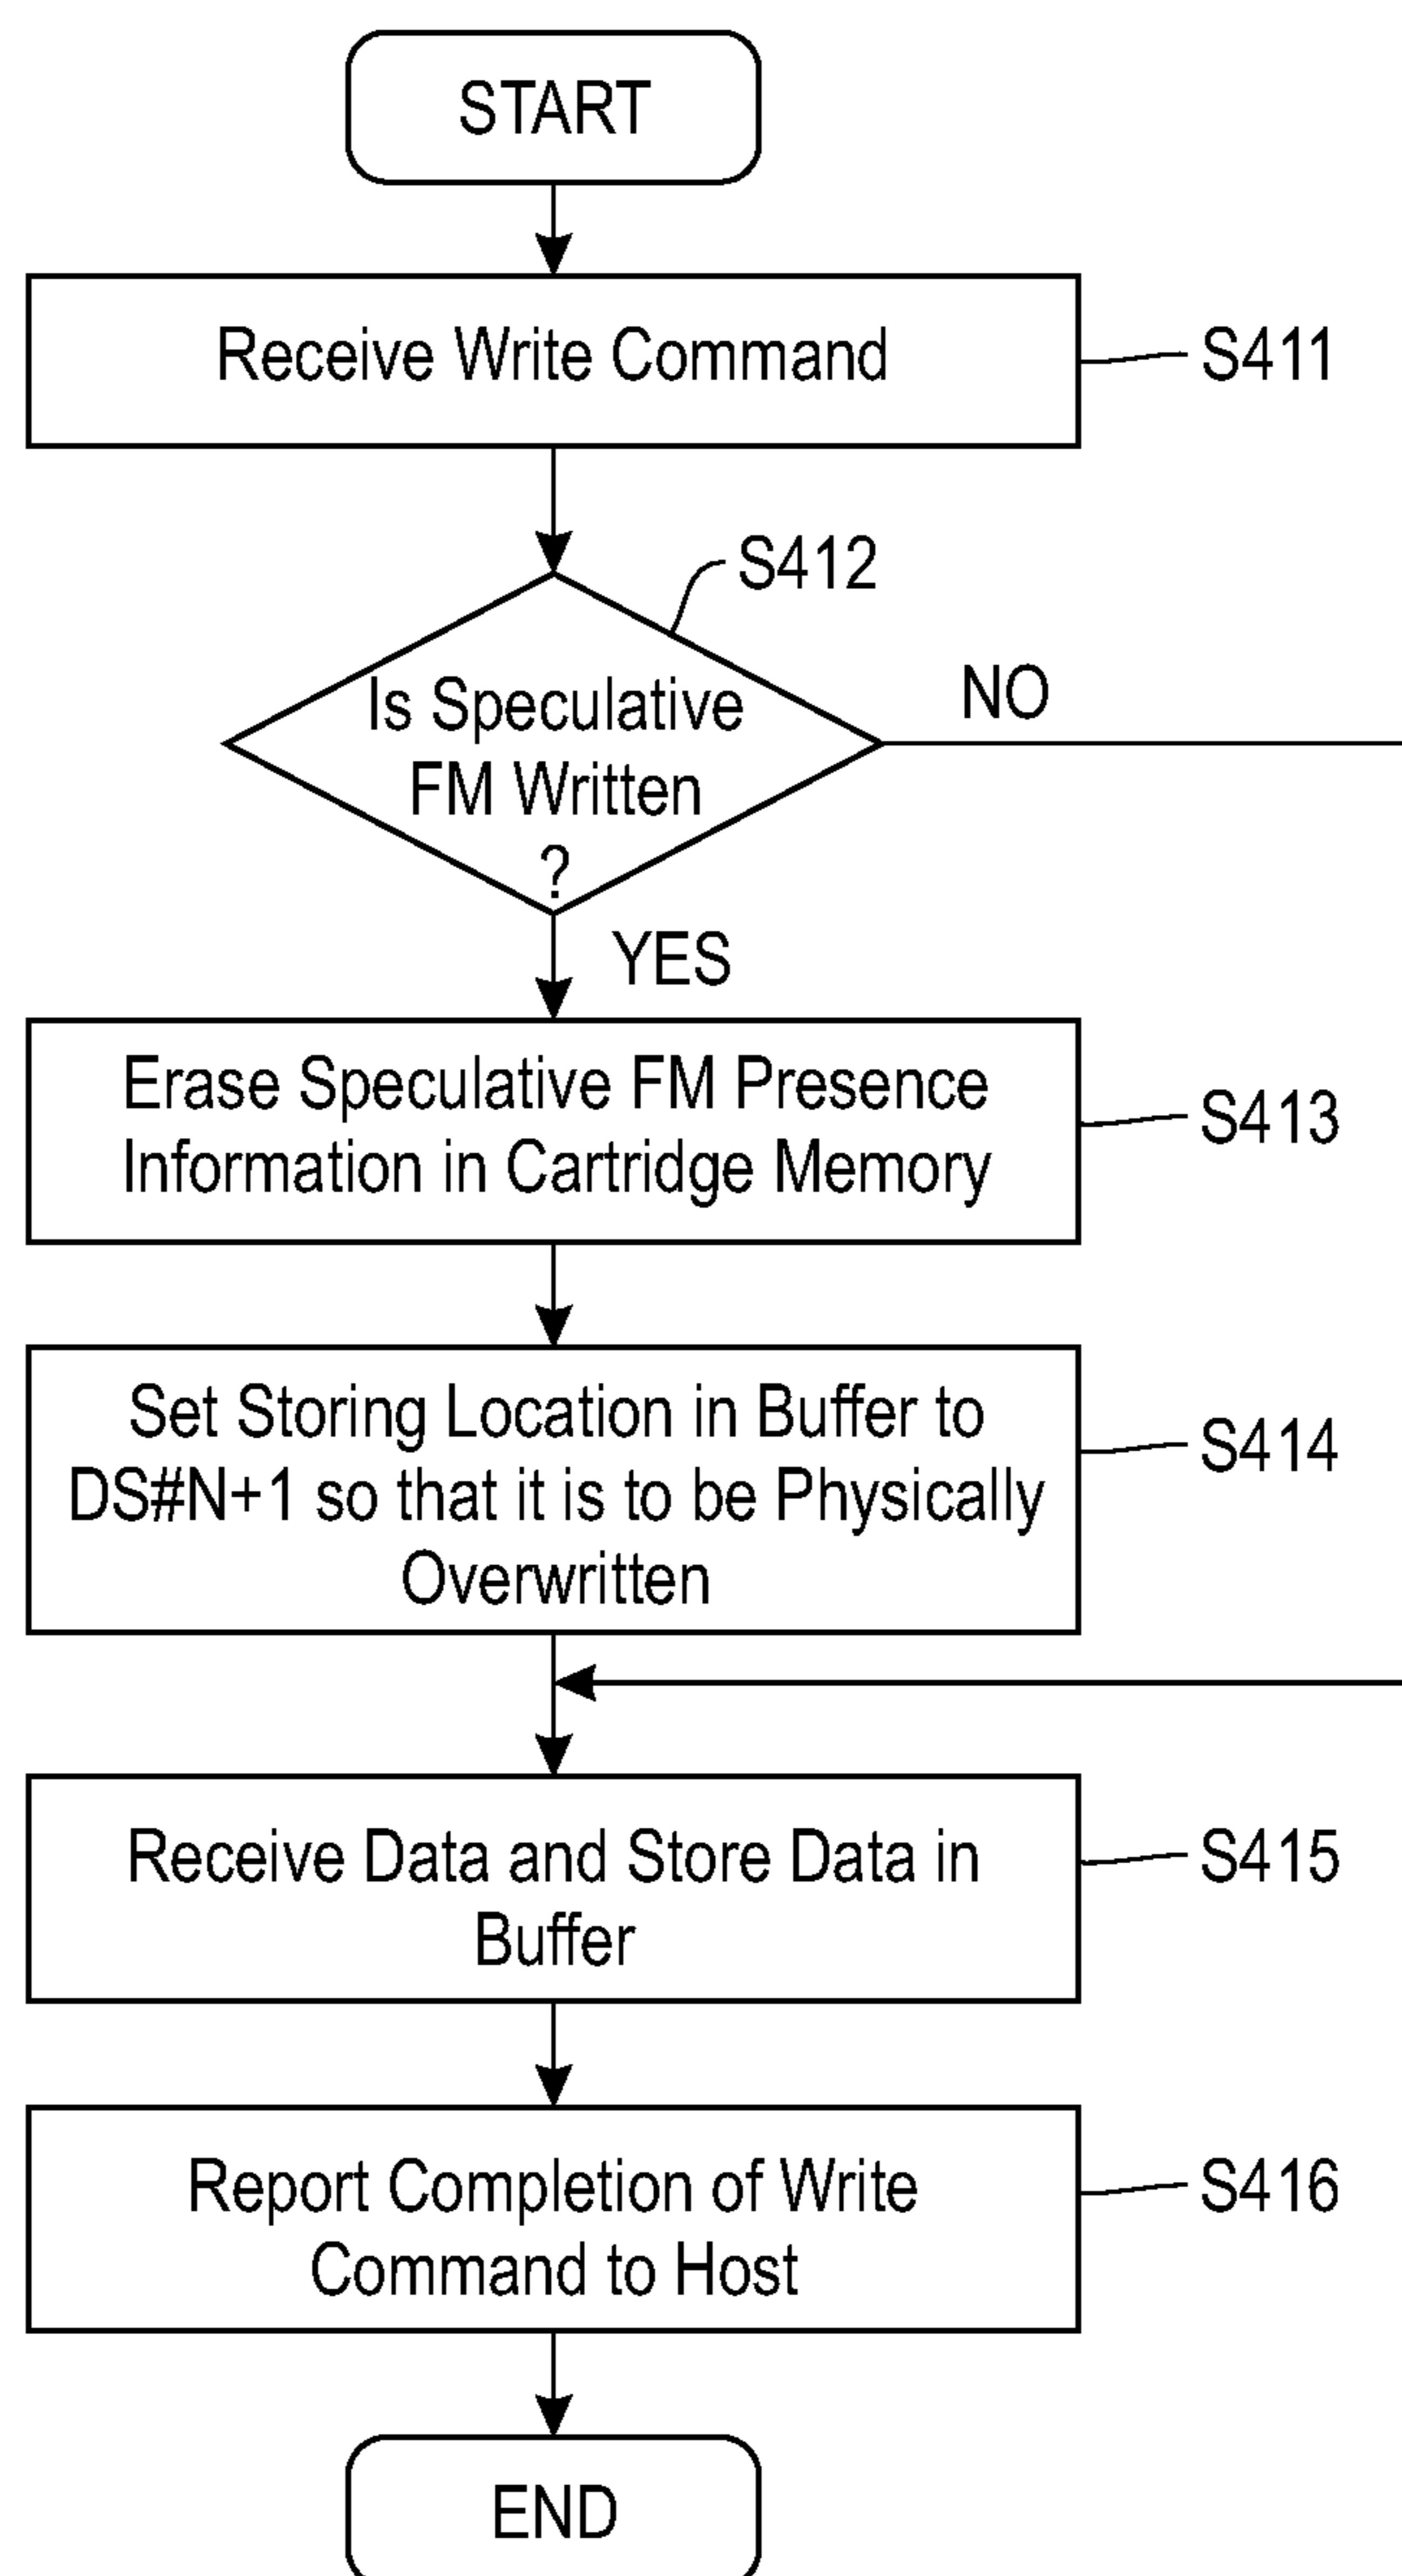 START
Receive Write Command
S411
S412
Is Speculative
FM Written
?
NO
YES
Erase Speculative FM Presence
Information in Cartridge Memory
S413
Set Storing Location in Buffer to
DS#N+1 so that it is to be Physically
Overwritten
S414
Receive Data and Store Data in
Buffer
S415
Report Completion of Write
Command to Host
S416
END